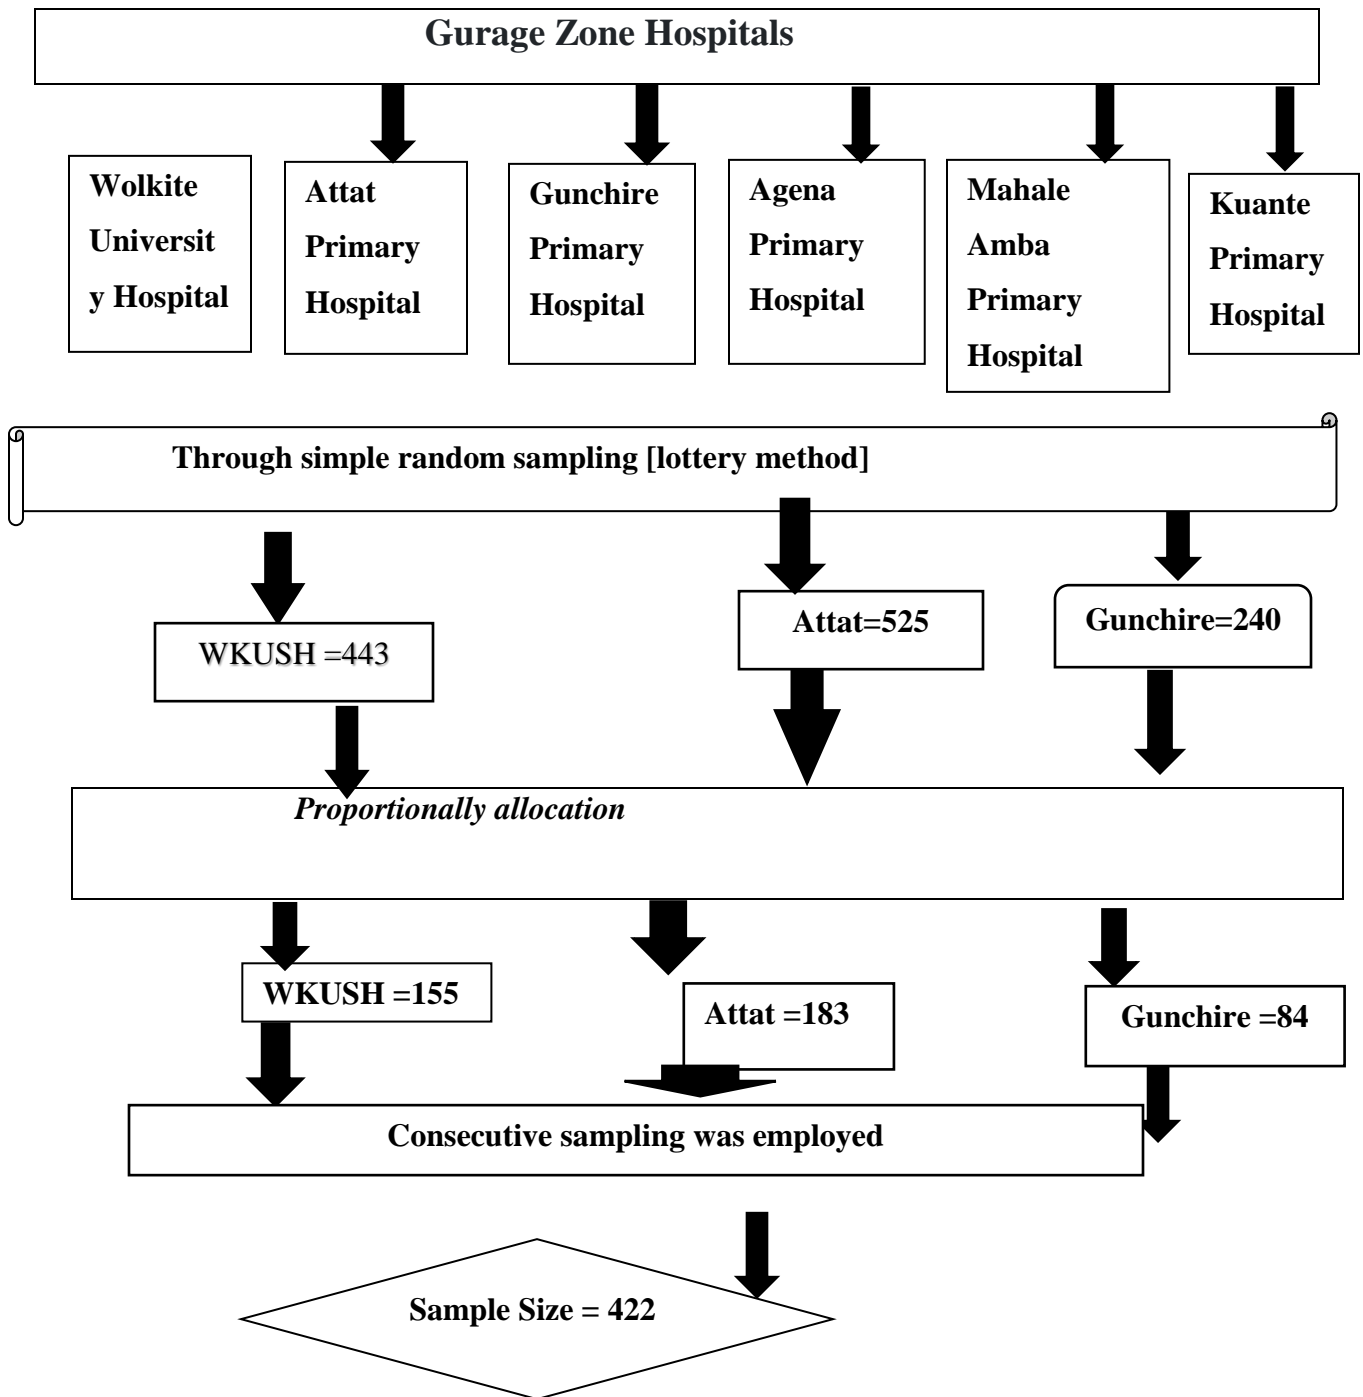 Gurage Zone Hospitals
Wolkite
Universit
y Hospital
Attat
Primary
Hospital
Gunchire
Primary
Hospital
Agena
Primary
Hospital
Mahale
Amba
Primary
Hospital
Kuante
Primary
Hospital
Through simple random sampling [lottery method]
WKUSH =443
Attat=525
Gunchire=240
Proportionally allocation
WKUSH =155
Attat =183
Gunchire =84
Consecutive sampling was employed
Sample Size = 422